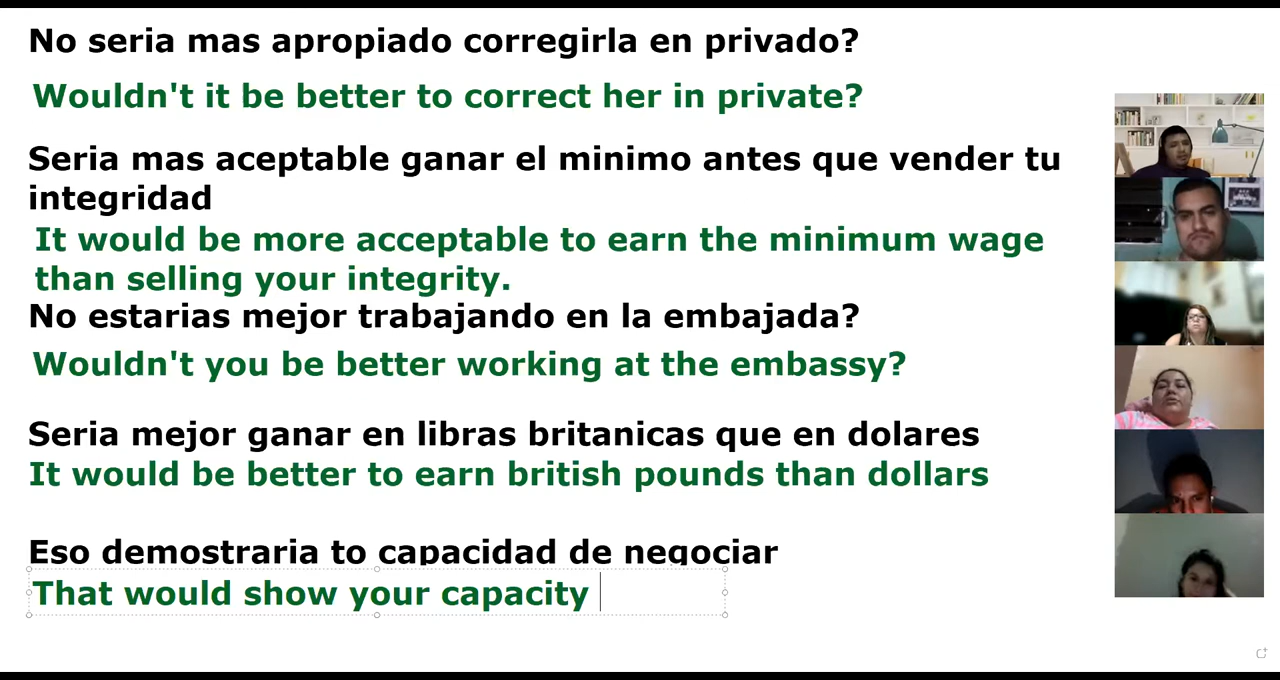 No seria mas apropiado corregirla en privado?
Wouldn't it be better to correct her in private?
Seria mas aceptable ganar el minimo antes que vender tu
integridad
It would be more acceptable to earn the minimum wage
than selling your integrity.
No estarias mejor trabajando en la embajada?
Wouldn't you be better working at the embassy?
Seria mejor ganar en libras britanicas que en dolares
It would be better to earn british pounds than dollars
Eso demostraria to capacidad de negociar
That would show your capacity